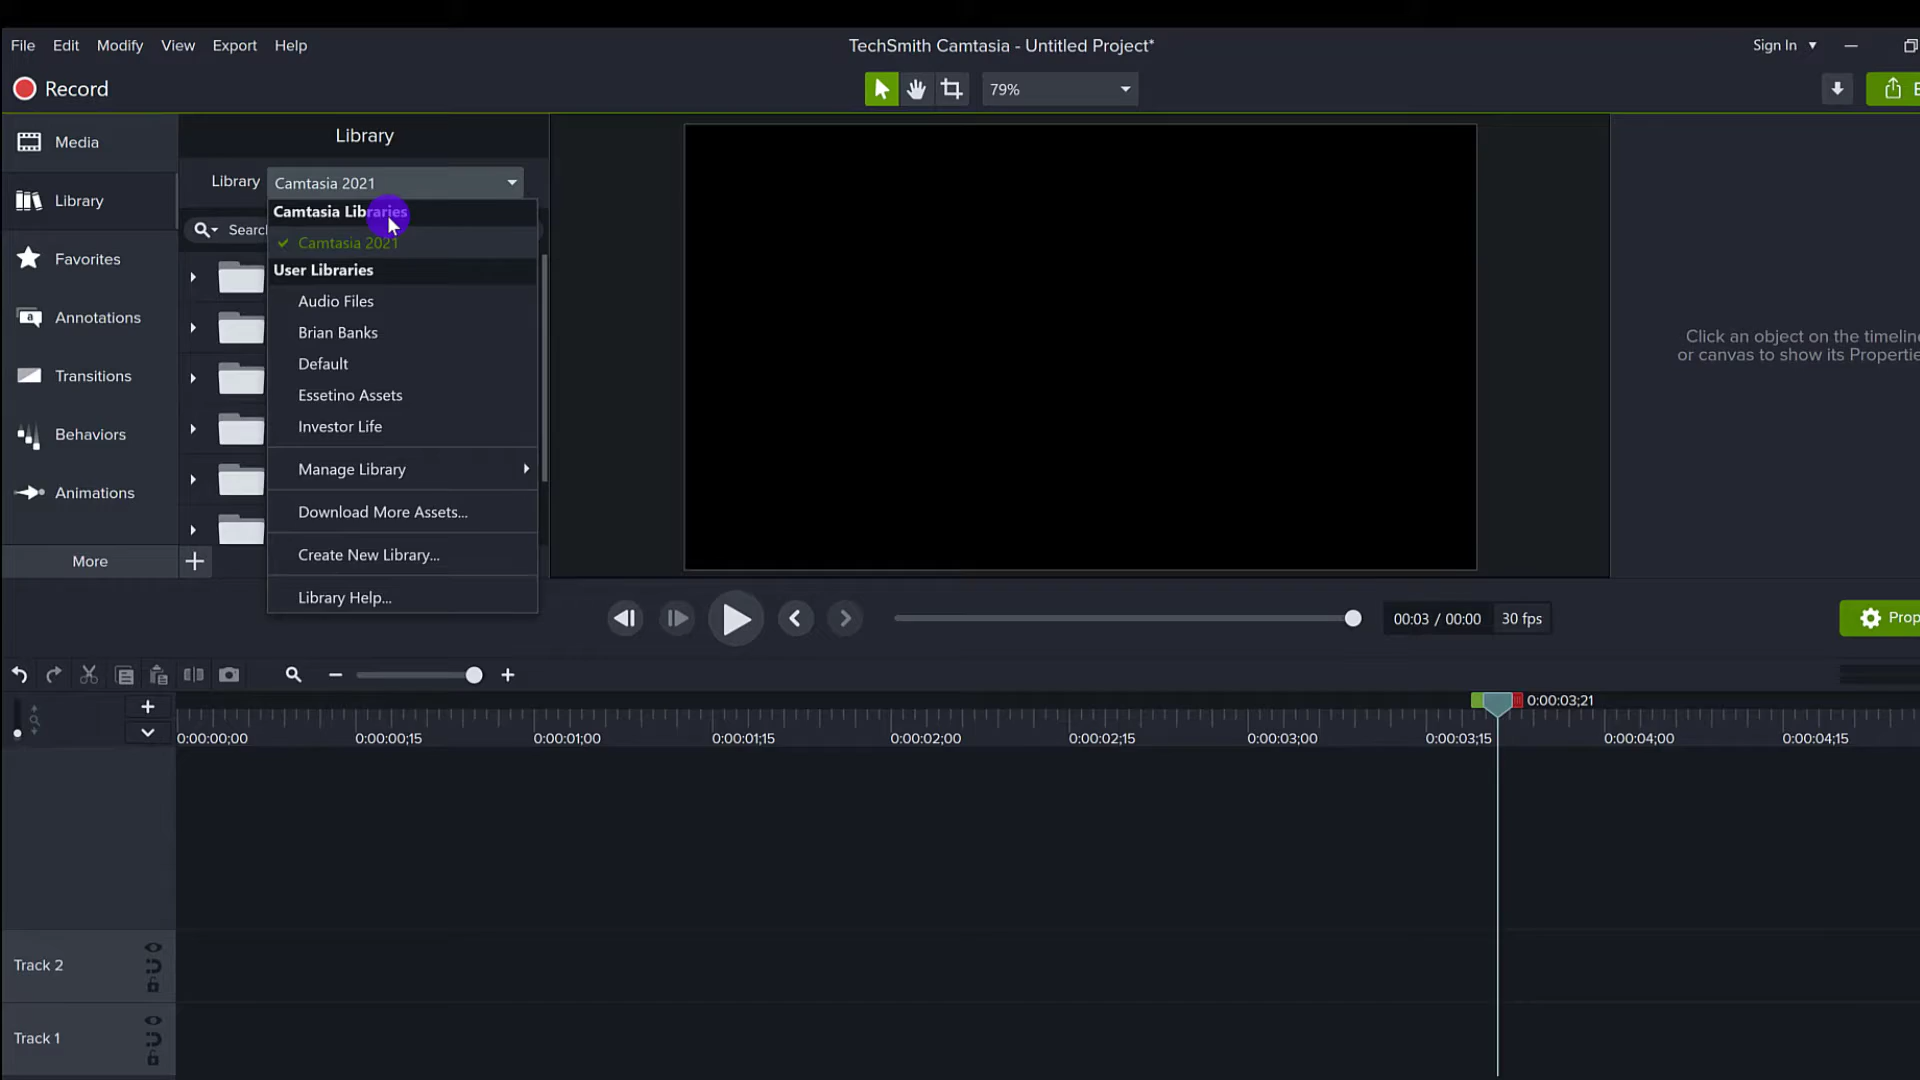 File Edit Modify View Export Help
TechSmith Camtasia - Untitled Project*
Sign In
Record
79%
Media
Library
Favorites
Annotations
Transitions
Behaviors
Animations
More
Library
Library Camtasia 2021
Camtasia Libraries
Camtasia 2021
User Libraries
Audio Files
Brian Banks
Default
Essetino Assets
Investor Life
Manage Library
Download More Assets...
Create New Library...
Library Help...
Click an object on the timeline
or canvas to show its Propertie
00:03 / 00:00 30 fps
Prop
0:00:03;21
0:00:00;00 0:00:00;15 0:00:01;00 0:00:01;15 0:00:02;00 0:00:02;15 0:00:03;00 0:00:03;15 0:00:04;00 0:00:04;15
Track 2
Track 1